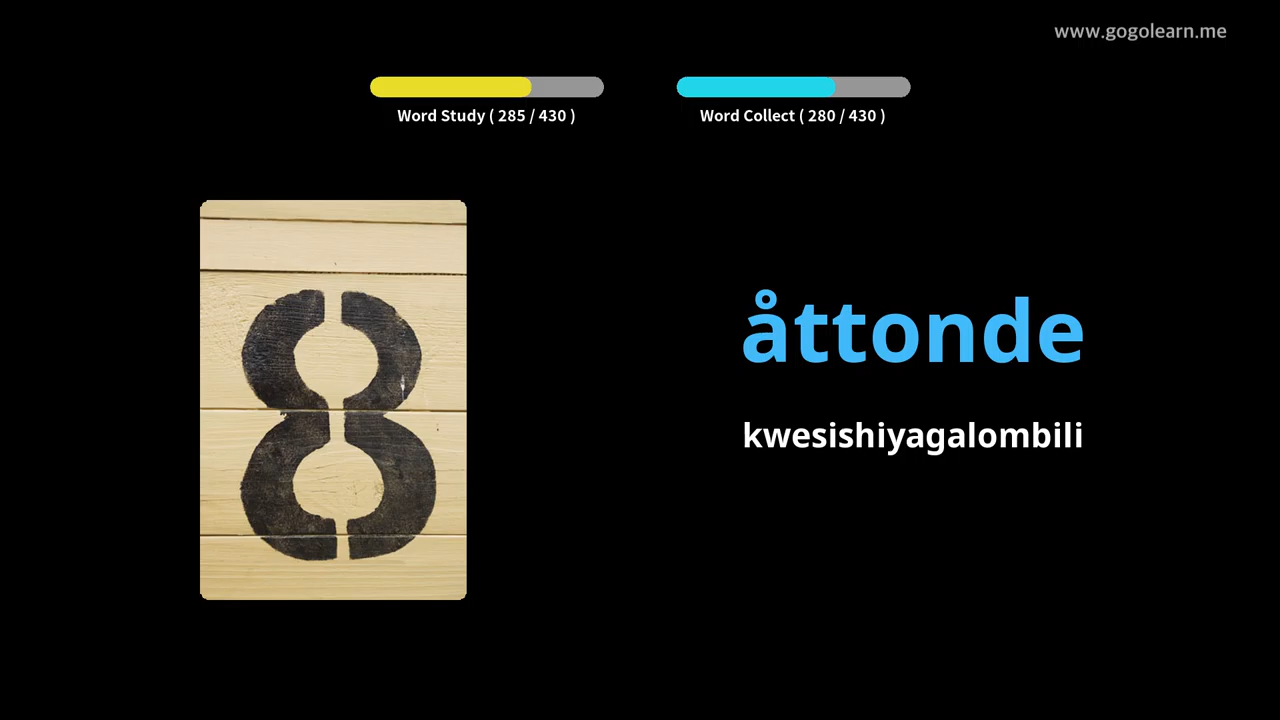 www.gogolearn.me
Word Study ( 285 / 430 )
Word Collect ( 280 / 430 )
8
åttonde
kwesishiyagalombili